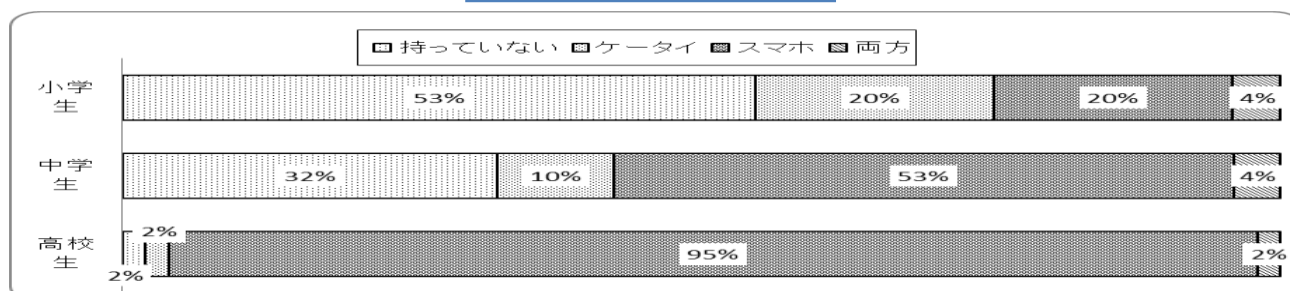 持っていない ケータイ スマホ 両方
小学
生
53% 20% 20% 4%
中学
生
32% 10% 53% 4%
高校
生
2% 2% 95% 2%